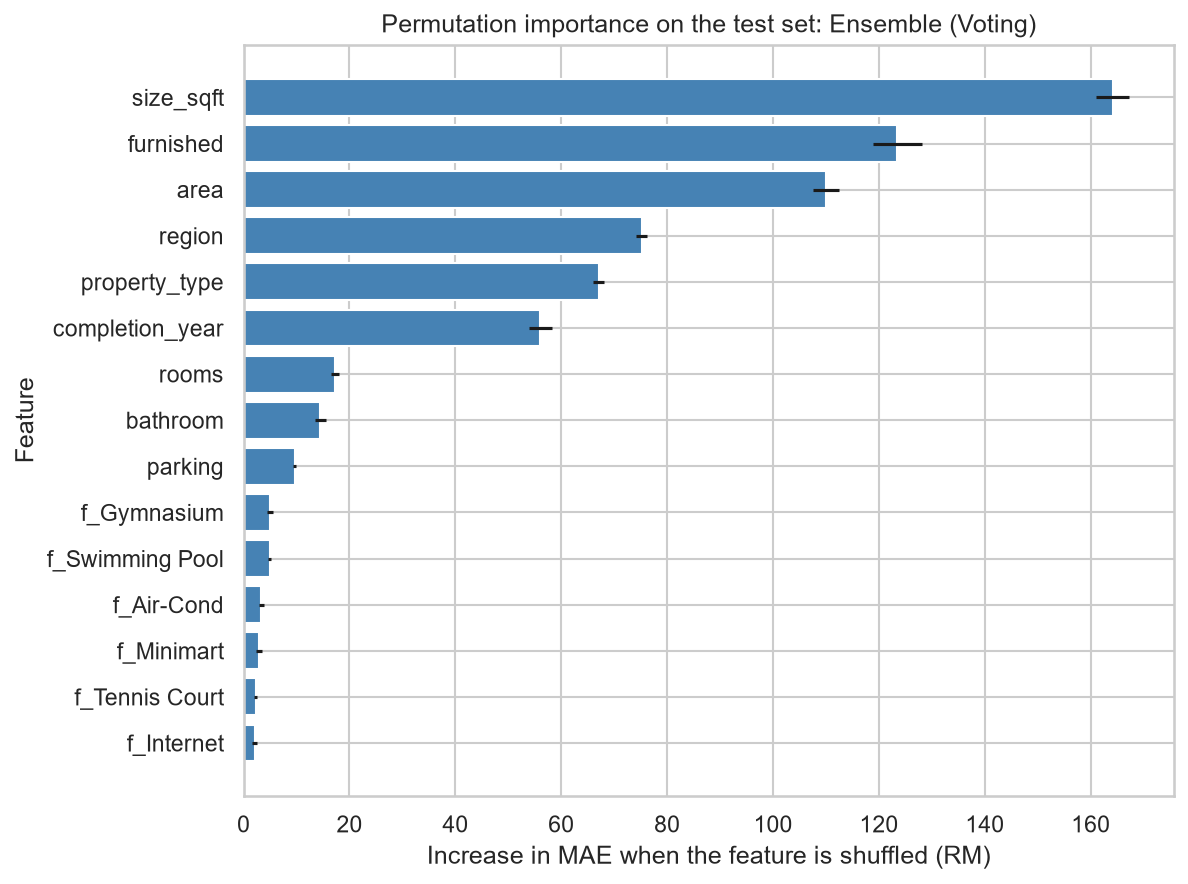 Permutation importance on the test set: Ensemble (Voting)
size_sqft
furnished
area
region
property_type
completion_year
rooms
bathroom
parking
f_Gymnasium
f_Swimming Pool
f_Air-Cond
f_Minimart
f_Tennis Court
f_Internet
Feature
0 20 40 60 80 100 120 140 160
Increase in MAE when the feature is shuffled (RM)